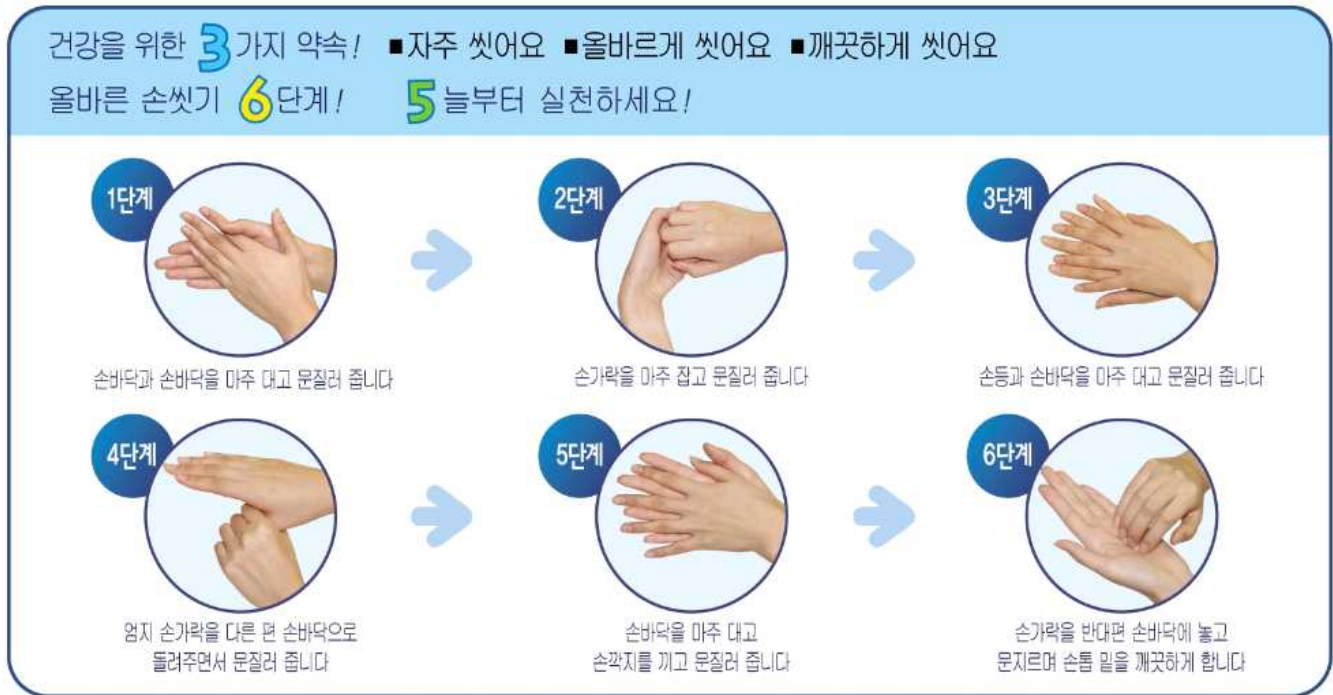 건강을 위한 3가지 약속! ■자주 씻어요 ■올바르게 씻어요 ■깨끗하게 씻어요
올바른 손씻기 6단계! 5늘부터 실천하세요!
1단계
손바닥과 손바닥을 마주 대고 문질러 줍니다
2단계
손가락을 마주 잡고 문질러 줍니다
3단계
손등과 손바닥을 마주 대고 문질러 줍니다
4단계
엄지 손가락을 다른 편 손바닥으로
돌려주면서 문질러 줍니다
5단계
손바닥을 마주 대고
손깍지를 끼고 문질러 줍니다
6단계
손가락을 반대편 손바닥에 놓고
문지르며 손톱 밑을 깨끗하게 합니다